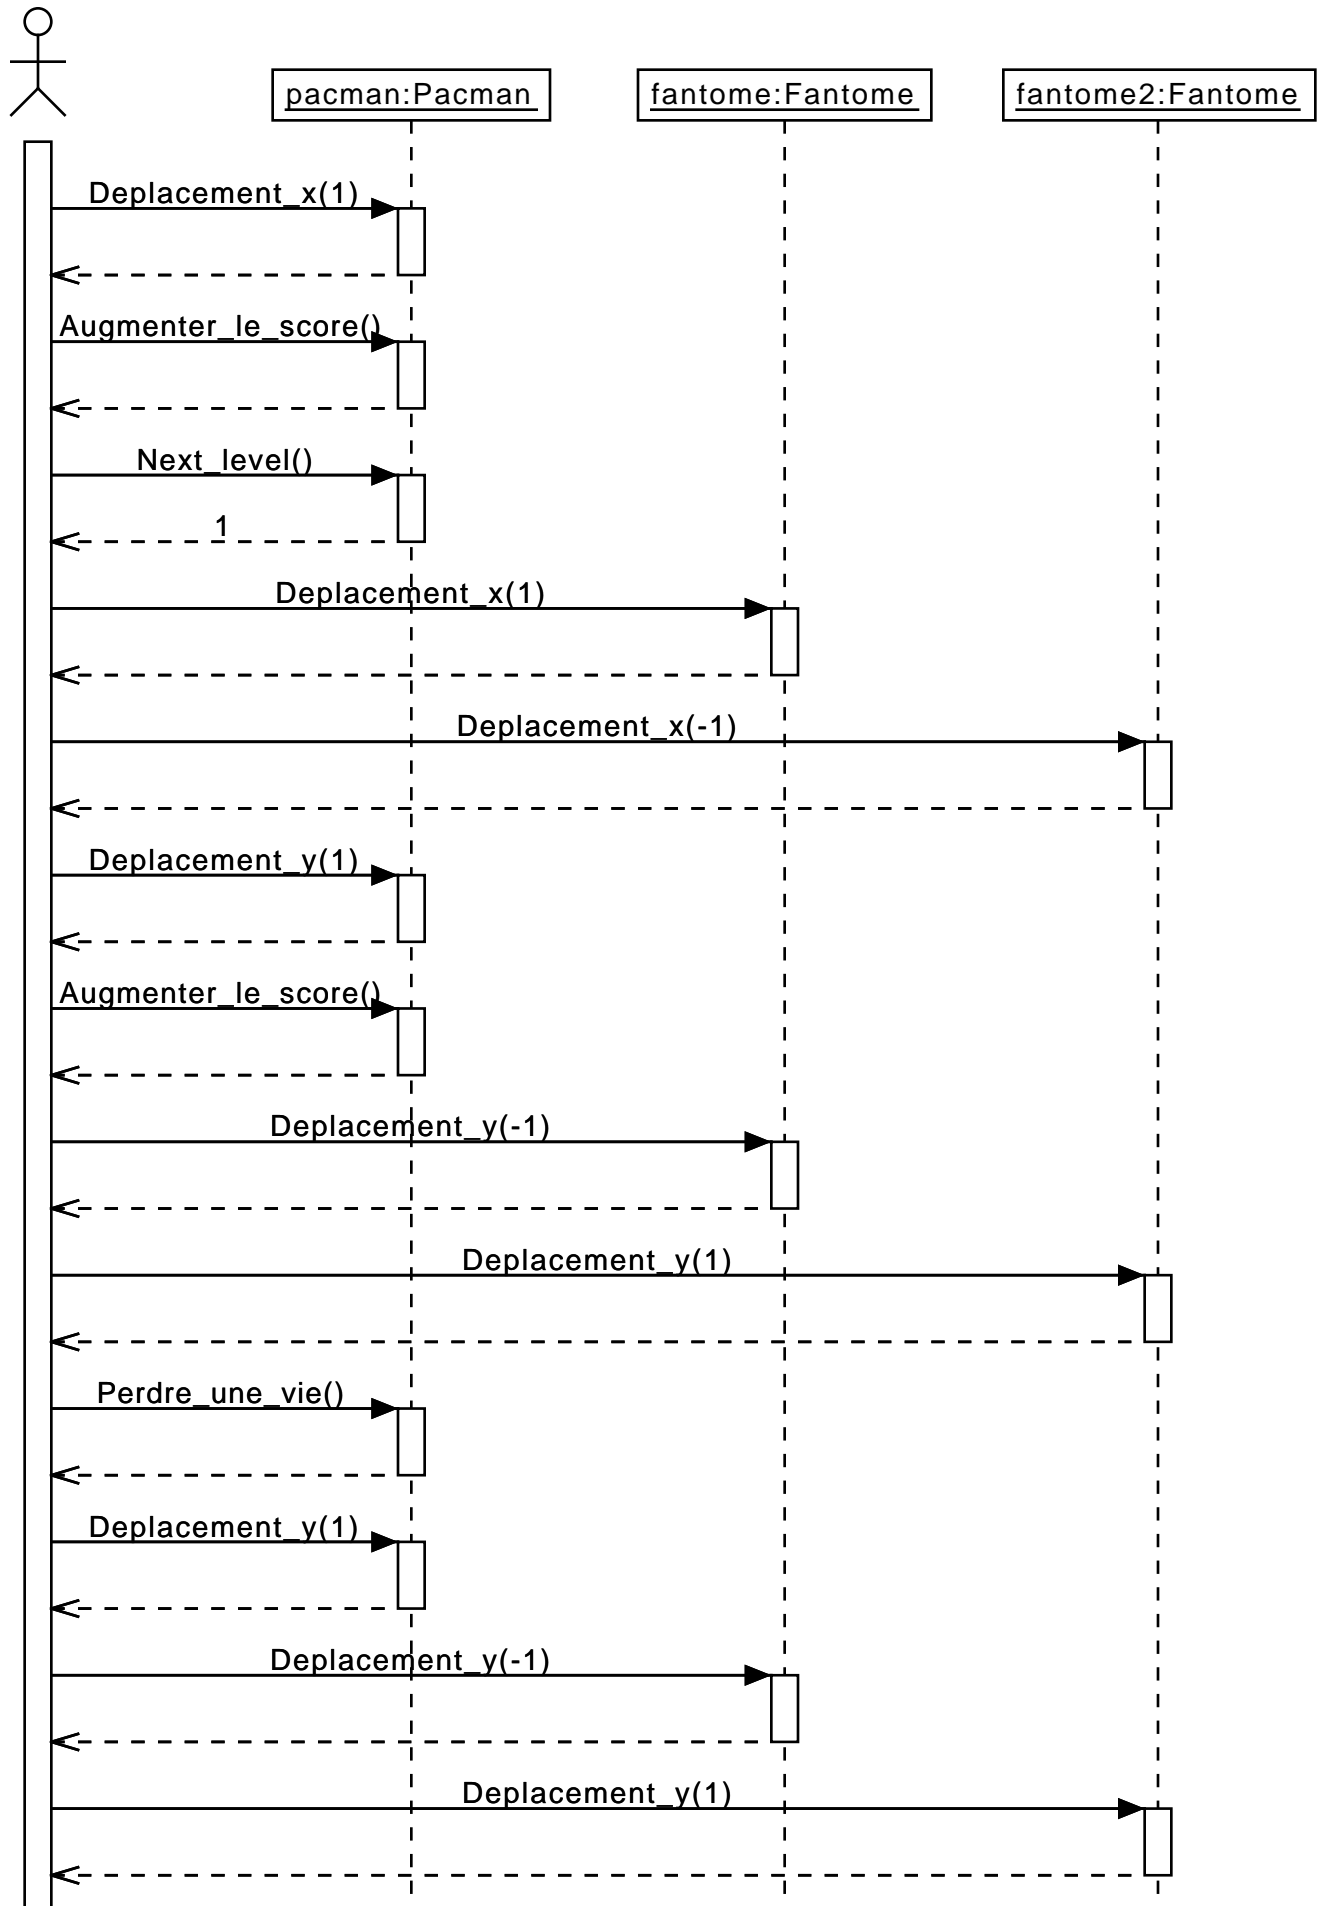 pacman:Pacman
fantome:Fantome
fantome2:Fantome
Deplacement_x(1)
Augmenter_le_score()
Next_level()
1
Deplacement_x(1)
Deplacement_x(-1)
Deplacement_y(1)
Augmenter_le_score()
Deplacement_y(-1)
Deplacement_y(1)
Perdre_une_vie()
Deplacement_y(1)
Deplacement_y(-1)
Deplacement_y(1)